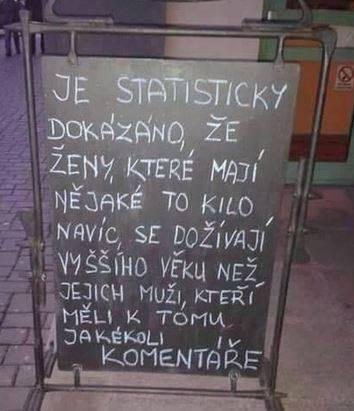 JE STATISTICKY
DOKÁZÁNO, ŽE
ŽENY, KTERÉ MAJÍ
NĚJAKÉ TO KILO
NAVÍC, SE DOŽÍVAJÍ
VYŠŠÍHO VĚKU NEŽ
JEJICH MUŽI, KTEŘÍ
MĚLI K TOMU
JAKÉKOLI
KOMENTÁŘE